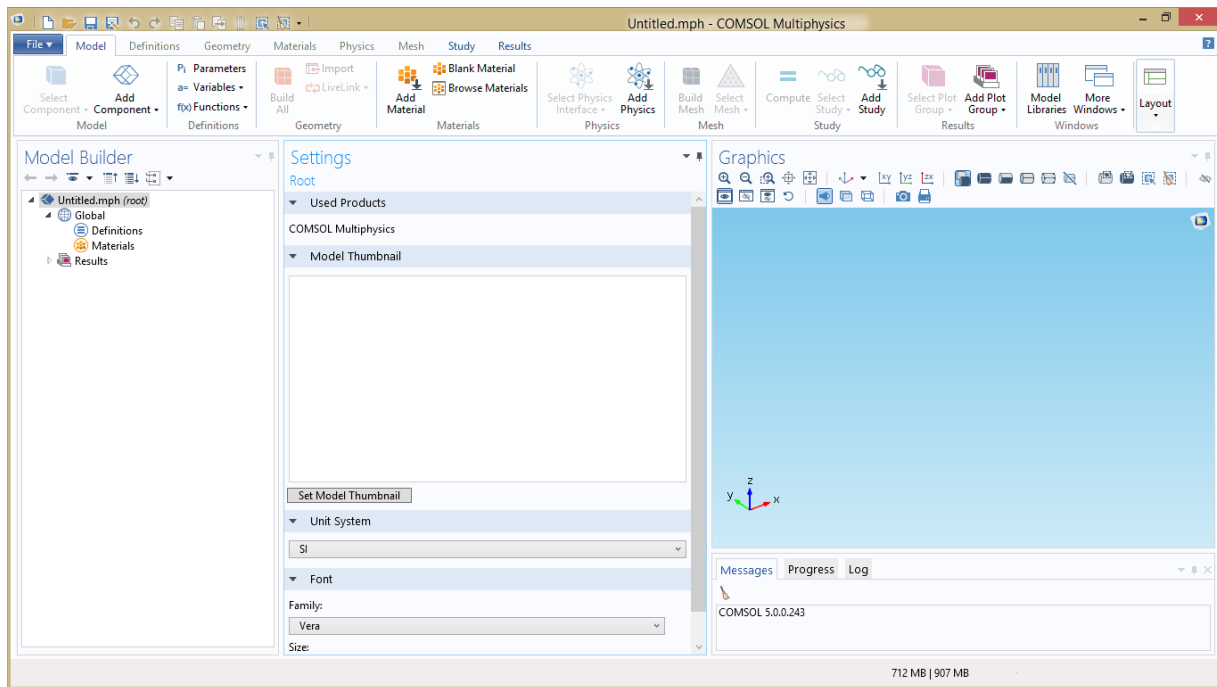 Untitled.mph - COMSOL Multiphysics
File Model Definitions Geometry Materials Physics Mesh Study Results
Select Component
Add Component
Model
Pi Parameters
a= Variables
f(x) Functions
Definitions
Build All
Import
LiveLink
Geometry
Add Material
Blank Material
Browse Materials
Materials
Select Physics Interface
Add Physics
Physics
Build Mesh
Select Mesh
Mesh
Compute
Select Study
Add Study
Study
Select Plot Group
Add Plot Group
Results
Model Libraries
More Windows
Windows
Layout
Model Builder
Untitled.mph (root)
Global
Definitions
Materials
Results
Settings
Root
Used Products
COMSOL Multiphysics
Model Thumbnail
Set Model Thumbnail
Unit System
SI
Font
Family:
Vera
Size:
Graphics
xy yz zx
z
y
x
Messages Progress Log
COMSOL 5.0.0.243
712 MB | 907 MB